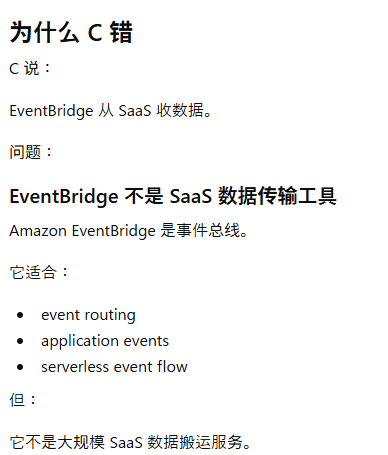 为什么 C 错
C 说：
EventBridge 从 SaaS 收数据。
问题：
EventBridge 不是 SaaS 数据传输工具
Amazon EventBridge 是事件总线。
它适合：
• event routing
• application events
• serverless event flow
但：
它不是大规模 SaaS 数据搬运服务。